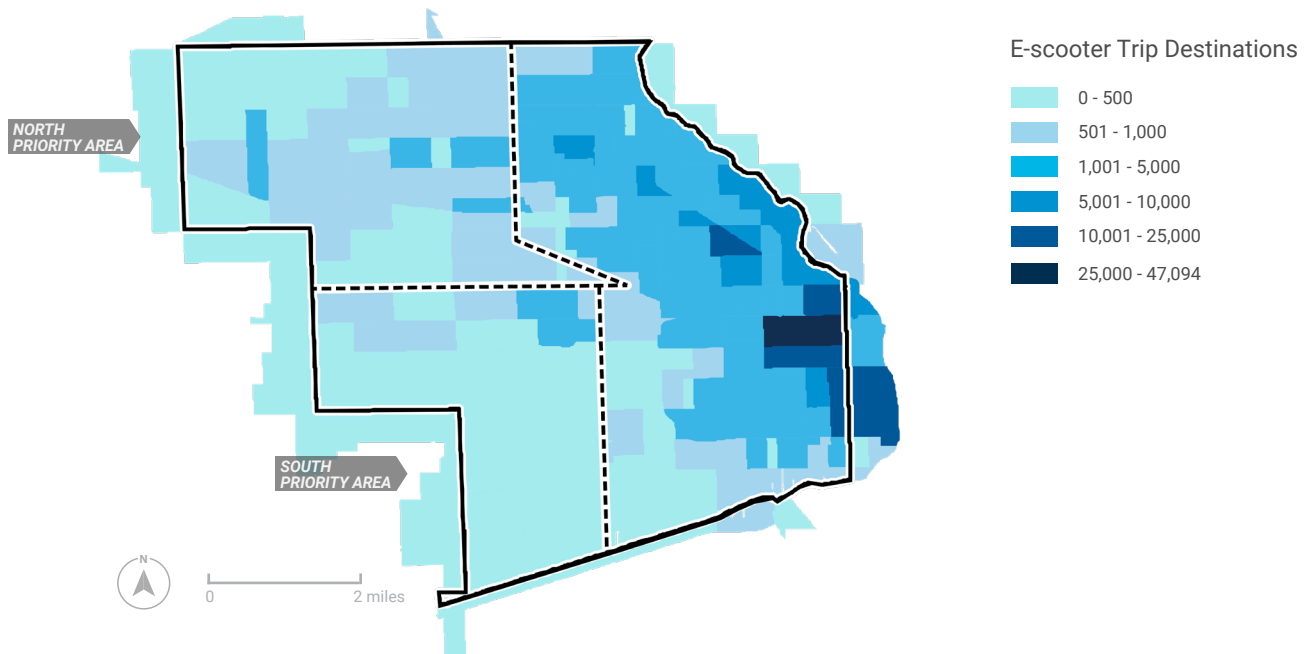 E-scooter Trip Destinations
0 - 500
501 - 1,000
1,001 - 5,000
5,001 - 10,000
10,001 - 25,000
25,000 - 47,094
NORTH
PRIORITY AREA
SOUTH
PRIORITY AREA
N
0 2 miles